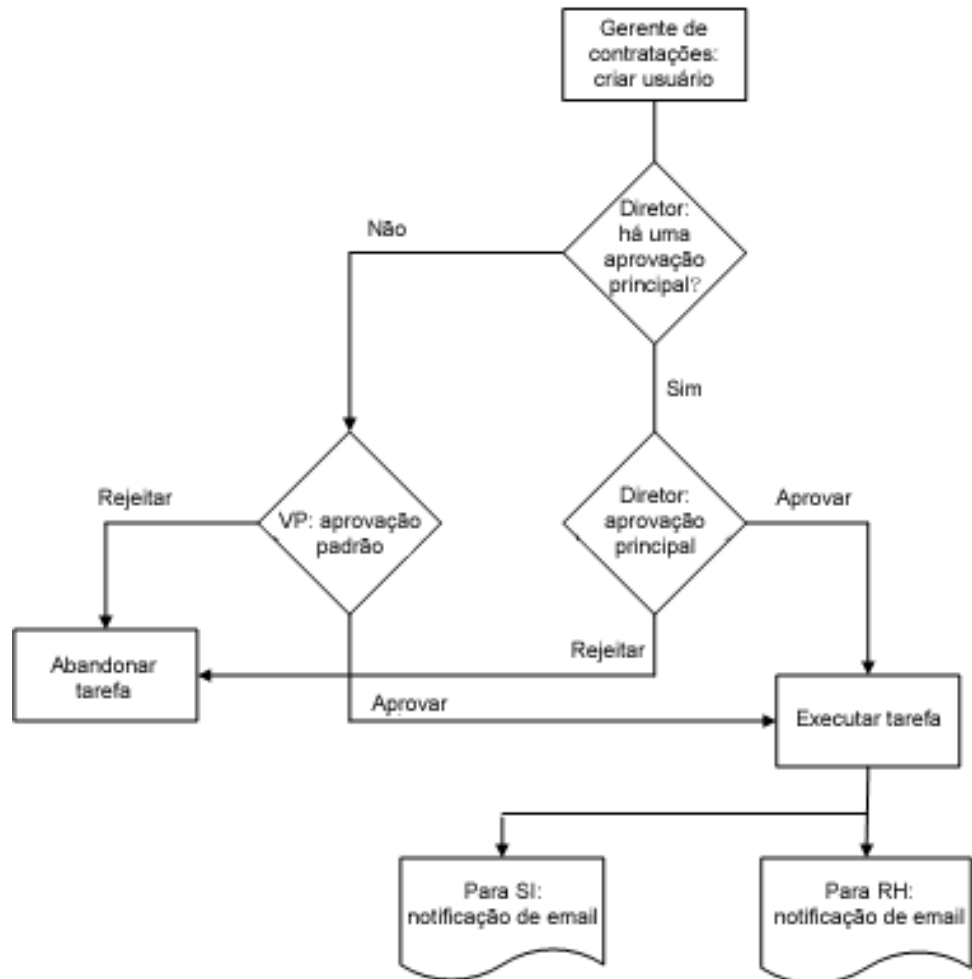 Gerente de
contratações:
criar usuário
Diretor:
há uma
aprovação
principal?
Não
Sim
Rejeitar
VP: aprovação
padrão
Diretor:
aprovação
principal
Aprovar
Abandonar
tarefa
Rejeitar
Aprovar
Executar tarefa
Para SI:
notificação de email
Para RH:
notificação de email